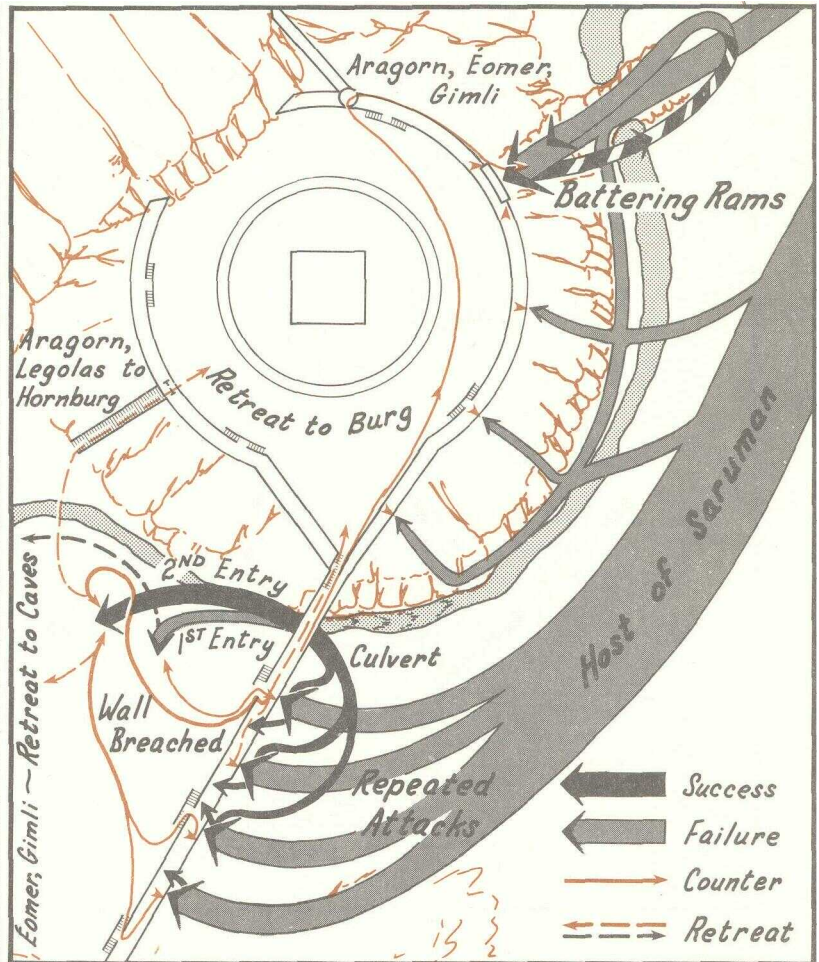 Aragorn, Éomer,
Gimli
Battering Rams
Aragorn,
Legolas to
Hornburg
Retreat to Burg
Host of Saruman
2ND Entry
1ST Entry
Culvert
Wall
Breached
Repeated
Attacks
Éomer, Gimli ~ Retreat to Caves
Success
Failure
Counter
Retreat